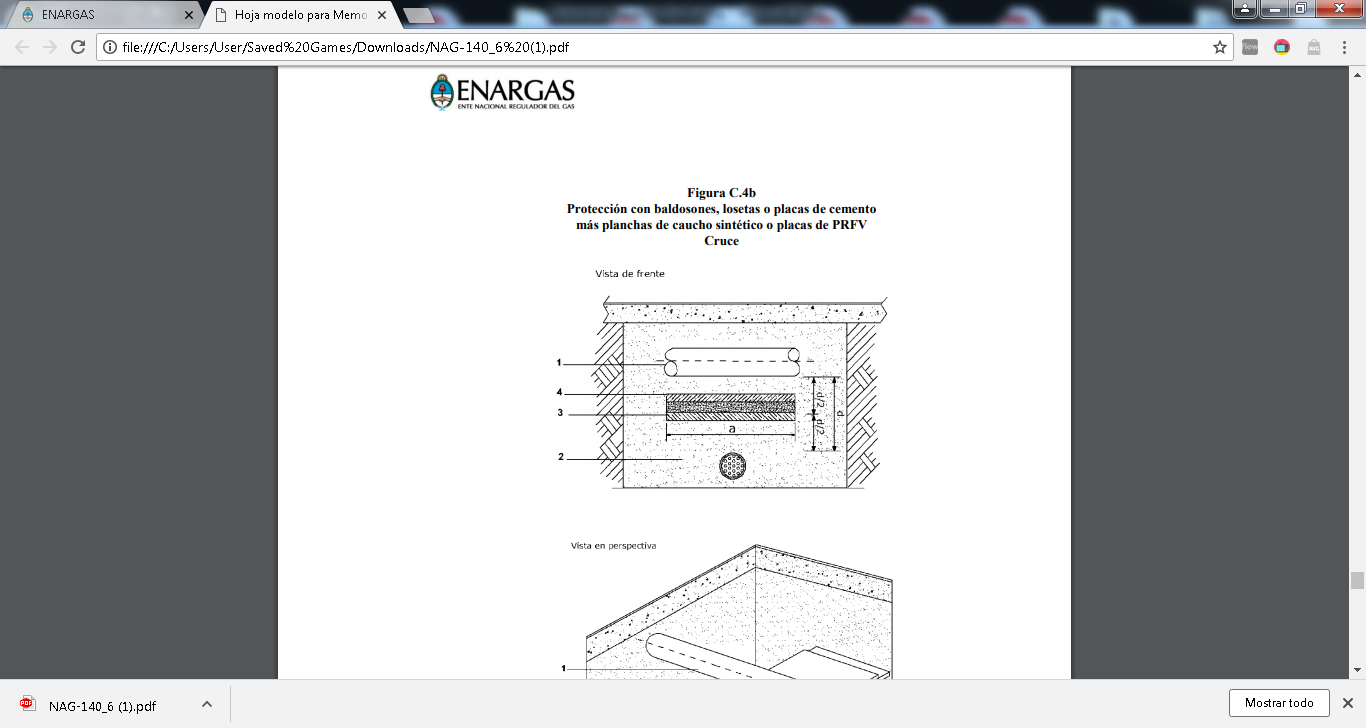 ENARGAS
Hoja modelo para Memo
file:///C:/Users/User/Saved%20Games/Downloads/NAG-140_6%20(1).pdf
flow
AVG
ENARGAS
ENTE NACIONAL REGULADOR DEL GAS
Figura C.4b
Protección con baldosones, losetas o placas de cemento
más planchas de caucho sintético o placas de PRFV
Cruce
Vista de frente
1
4
3
2
a
d/2
d/2
d
Vista en perspectiva
1
PDF
NAG-140_6 (1).pdf
Mostrar todo